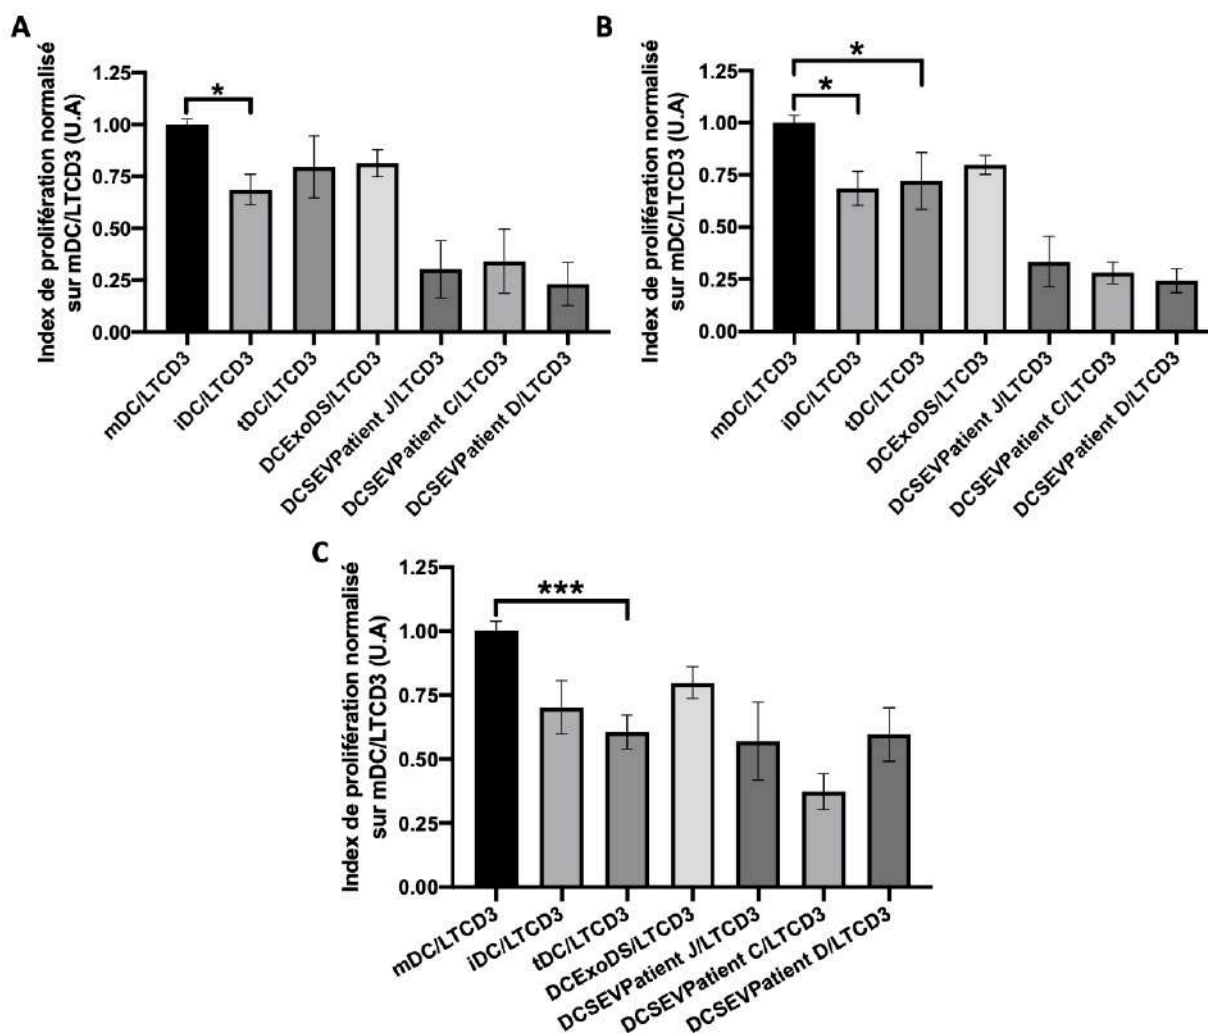 A
Index de prolifération normalisé
sur mDC/LTCD3 (U.A)
1.25
1.00
0.75
0.50
0.25
0.00
*
mDC/LTCD3
iDC/LTCD3
tDC/LTCD3
DCExoDS/LTCD3
DCSEVPatient J/LTCD3
DCSEVPatient C/LTCD3
DCSEVPatient D/LTCD3
B
Index de prolifération normalisé
sur mDC/LTCD3 (U.A)
1.25
1.00
0.75
0.50
0.25
0.00
*
*
mDC/LTCD3
iDC/LTCD3
tDC/LTCD3
DCExoDS/LTCD3
DCSEVPatient J/LTCD3
DCSEVPatient C/LTCD3
DCSEVPatient D/LTCD3
C
Index de prolifération normalisé
sur mDC/LTCD3 (U.A)
1.25
1.00
0.75
0.50
0.25
0.00
***
mDC/LTCD3
iDC/LTCD3
tDC/LTCD3
DCExoDS/LTCD3
DCSEVPatient J/LTCD3
DCSEVPatient C/LTCD3
DCSEVPatient D/LTCD3